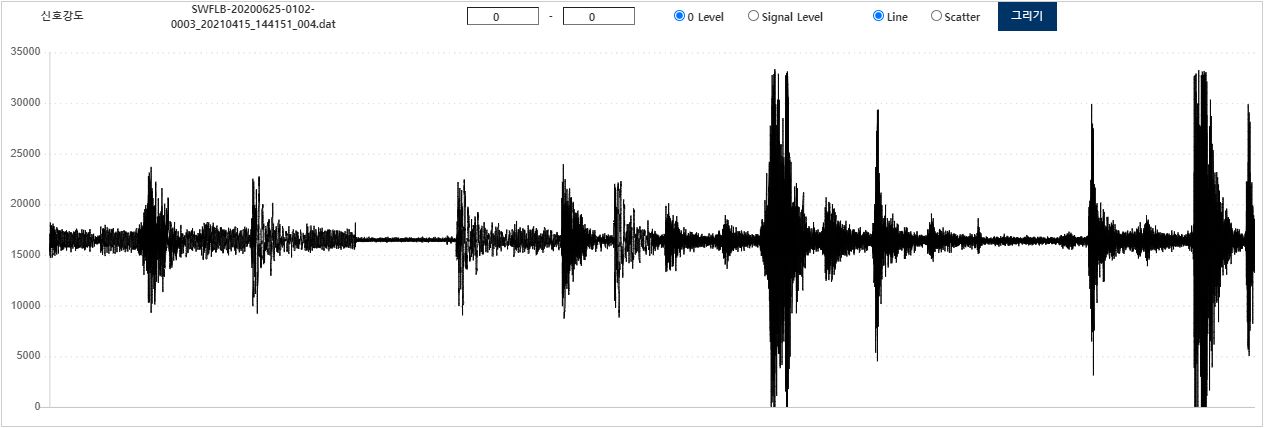 신호강도
SWFLB-20200625-0102-
0003_20210415_144151_004.dat
0 - 0
0 Level Signal Level
Line Scatter
그리기
35000
30000
25000
20000
15000
10000
5000
0